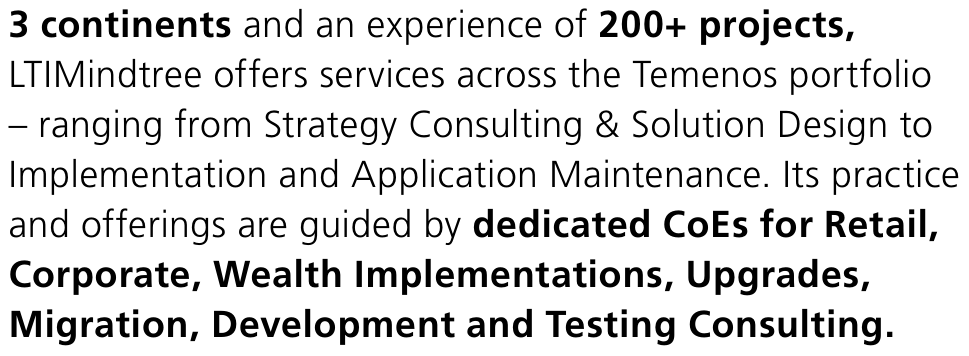 3 continents and an experience of 200+ projects,
LTIMindtree offers services across the Temenos portfolio
– ranging from Strategy Consulting & Solution Design to
Implementation and Application Maintenance. Its practice
and offerings are guided by dedicated CoEs for Retail,
Corporate, Wealth Implementations, Upgrades,
Migration, Development and Testing Consulting.